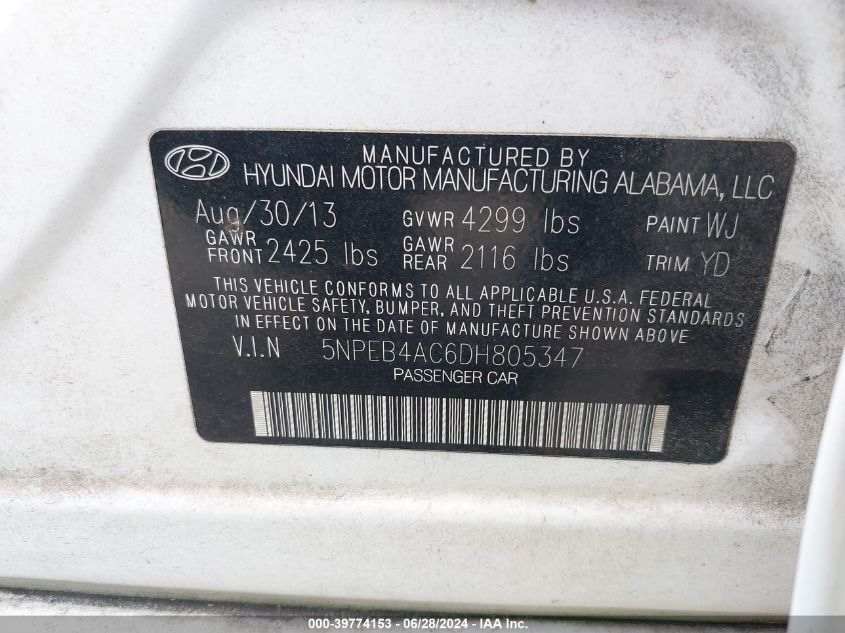 MANUFACTURED BY
HYUNDAI MOTOR MANUFACTURING ALABAMA, LLC
Aug/30/13 GVWR 4299 lbs PAINT WJ
GAWR FRONT 2425 lbs GAWR REAR 2116 lbs TRIM YD
THIS VEHICLE CONFORMS TO ALL APPLICABLE U.S.A. FEDERAL
MOTOR VEHICLE SAFETY, BUMPER, AND THEFT PREVENTION STANDARDS
IN EFFECT ON THE DATE OF MANUFACTURE SHOWN ABOVE
V.I.N 5NPEB4AC6DH805347
PASSENGER CAR
000-39774153 - 06/28/2024 - IAA Inc.